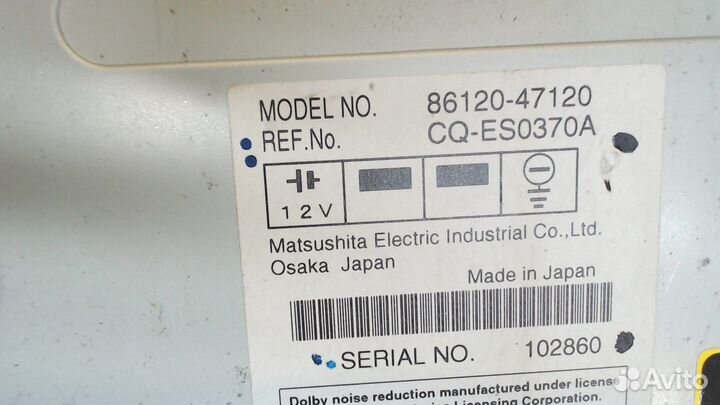 MODEL NO. 86120-47120
REF.No. CQ-ES0370A
12V
Matsushita Electric Industrial Co.,Ltd.
Osaka Japan
Made in Japan
SERIAL NO. 102860
Dolby noise reduction manufactured under license
Licensing Corporation.
Avito